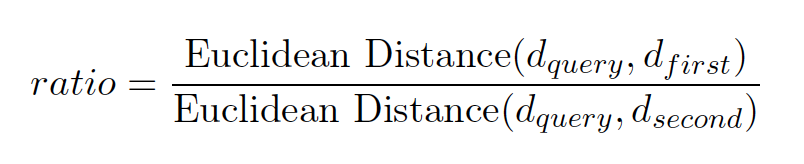 ratio = Euclidean Distance(d_query, d_first) / Euclidean Distance(d_query, d_second)